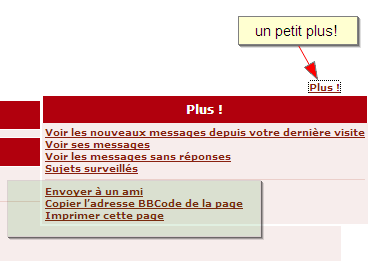 un petit plus!
Plus !
Plus !
Voir les nouveaux messages depuis votre dernière visite
Voir ses messages
Voir les messages sans réponses
Sujets surveillés
Envoyer à un ami
Copier l'adresse BBCode de la page
Imprimer cette page